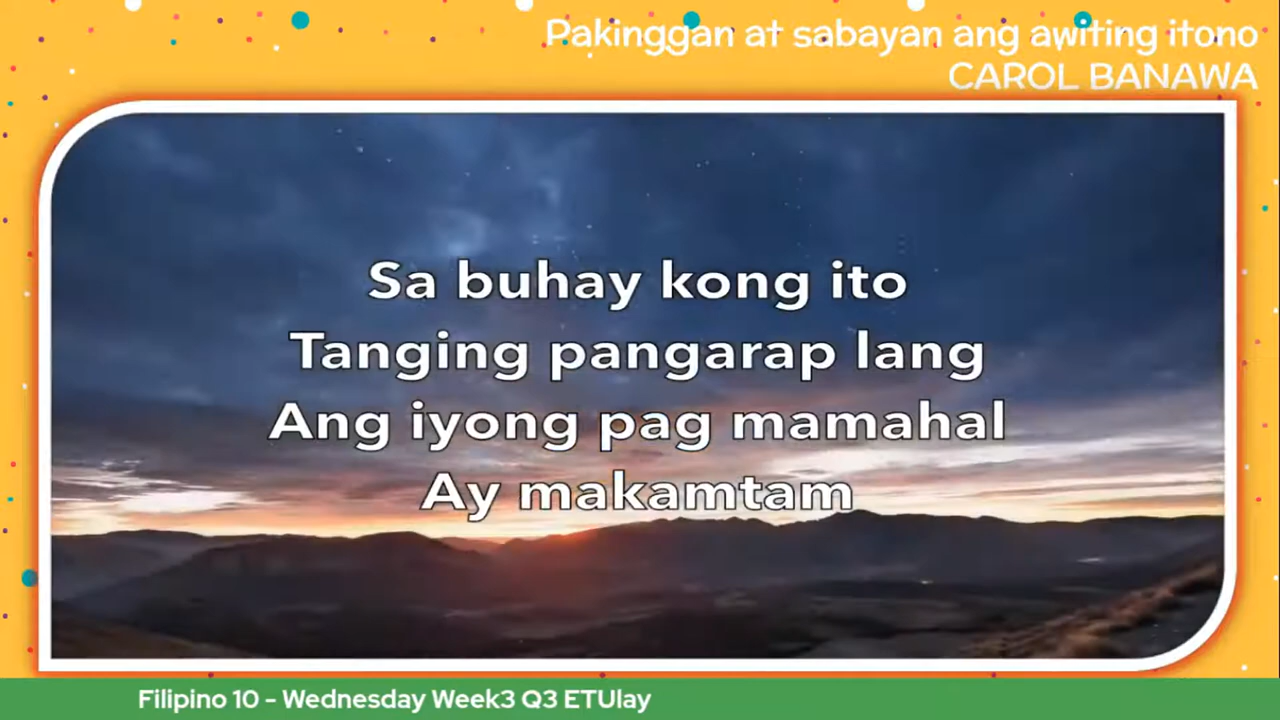 Pakinggan at sabayan ang awiting itono
CAROL BANAWA
Sa buhay kong ito
Tanging pangarap lang
Ang iyong pag mamahal
Ay makamtam
Filipino 10 - Wednesday Week3 Q3 ETUlay